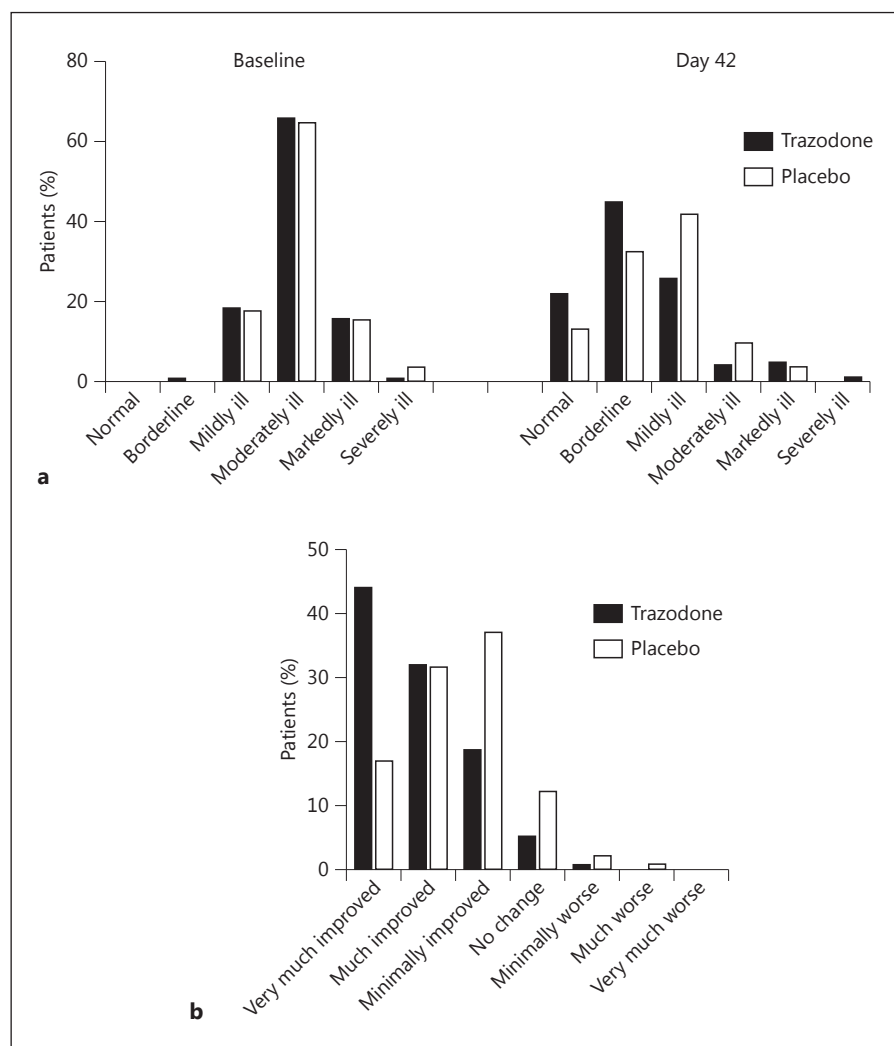 Baseline
Day 42
80
60
40
20
0
Patients (%)
Trazodone
Placebo
Normal
Borderline
Mildly ill
Moderately ill
Markedly ill
Severely ill
Normal
Borderline
Mildly ill
Moderately ill
Markedly ill
Severely ill
a
50
40
30
20
10
0
Patients (%)
Trazodone
Placebo
Very much improved
Much improved
Minimally improved
No change
Minimally worse
Much worse
Very much worse
b